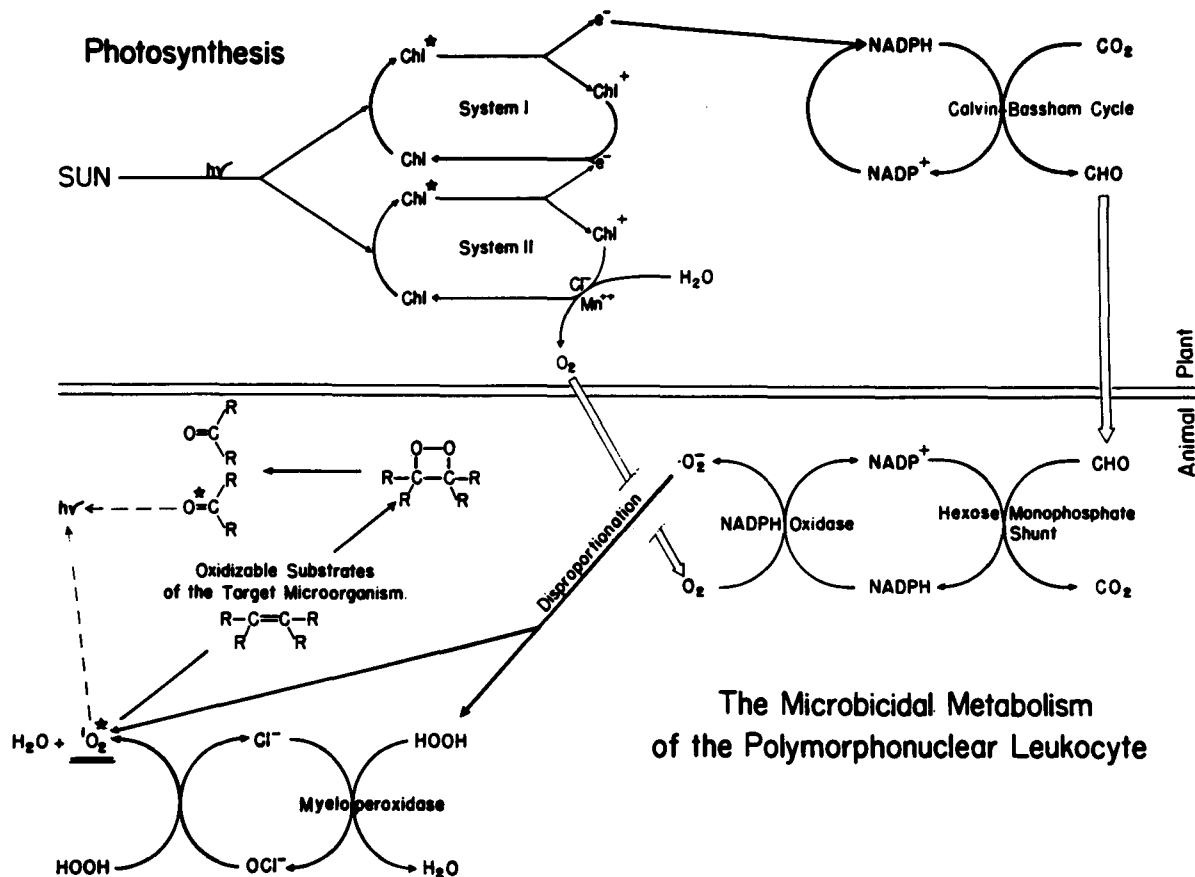 Photosynthesis
SUN
hν
Chl*
e⁻
Chl⁺
System I
Chl
e⁻
Chl*
Chl⁺
System II
Chl
Cl⁻
Mn⁺⁺
H₂O
O₂
NADPH
CO₂
Calvin-Bassham Cycle
NADP⁺
CHO
Plant
Animal
O=C
R
R
O=C
*
R
R
hν
O-O
R-C-C-R
R R
Oxidizable Substrates
of the Target Microorganism.
R-C=C-R
R R
Disproportionation
·O₂⁻
O₂
NADPH Oxidase
NADP⁺
NADPH
CHO
Hexose Monophosphate
Shunt
CO₂
H₂O + ¹O₂*
Cl⁻
HOOH
Myeloperoxidase
HOOH
OCl⁻
H₂O
The Microbicidal Metabolism
of the Polymorphonuclear Leukocyte